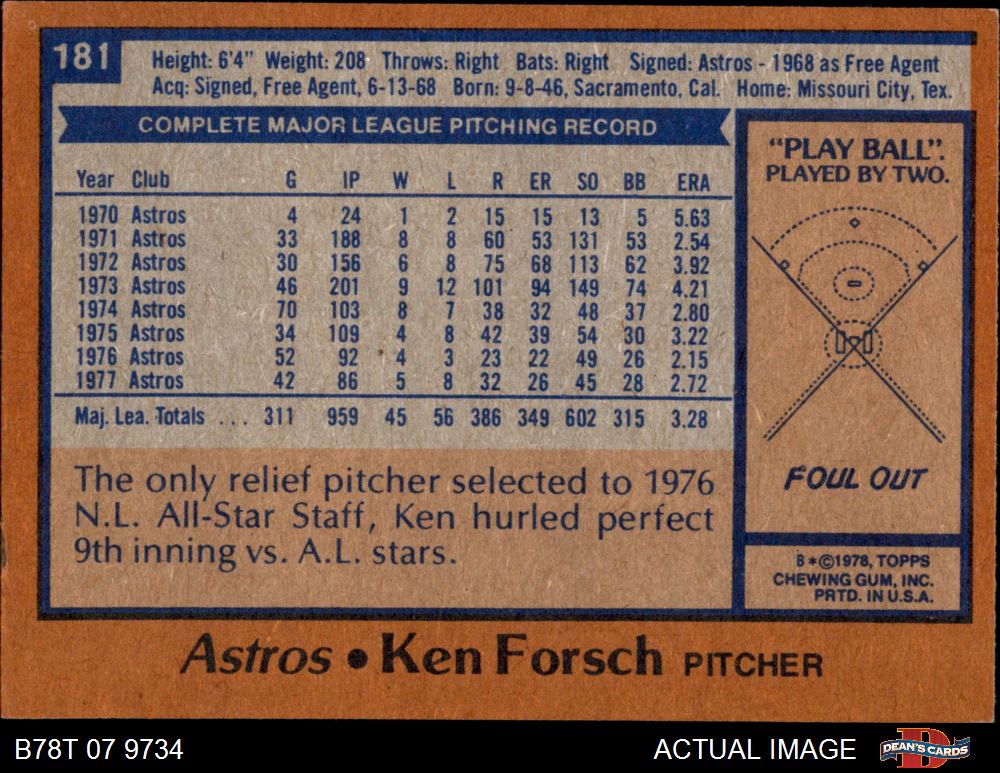 181
Height: 6'4" Weight: 208 Throws: Right Bats: Right Signed: Astros - 1968 as Free Agent
Acq: Signed, Free Agent, 6-13-68 Born: 9-8-46, Sacramento, Cal. Home: Missouri City, Tex.
COMPLETE MAJOR LEAGUE PITCHING RECORD
Year Club G IP W L R ER SO BB ERA
1970 Astros 4 24 1 2 15 15 13 5 5.63
1971 Astros 33 188 8 8 60 53 131 53 2.54
1972 Astros 30 156 6 8 75 68 113 62 3.92
1973 Astros 46 201 9 12 101 94 149 74 4.21
1974 Astros 70 103 8 7 38 32 48 37 2.80
1975 Astros 34 109 4 8 42 39 54 30 3.22
1976 Astros 52 92 4 3 23 22 49 26 2.15
1977 Astros 42 86 5 8 32 26 45 28 2.72
Maj. Lea. Totals ... 311 959 45 56 386 349 602 315 3.28
The only relief pitcher selected to 1976
N.L. All-Star Staff, Ken hurled perfect
9th inning vs. A.L. stars.
"PLAY BALL".
PLAYED BY TWO.
FOUL OUT
B*©1978, TOPPS
CHEWING GUM, INC.
PRTD. IN U.S.A.
Astros • Ken Forsch PITCHER
B78T 07 9734
ACTUAL IMAGE
DEAN'S CARDS